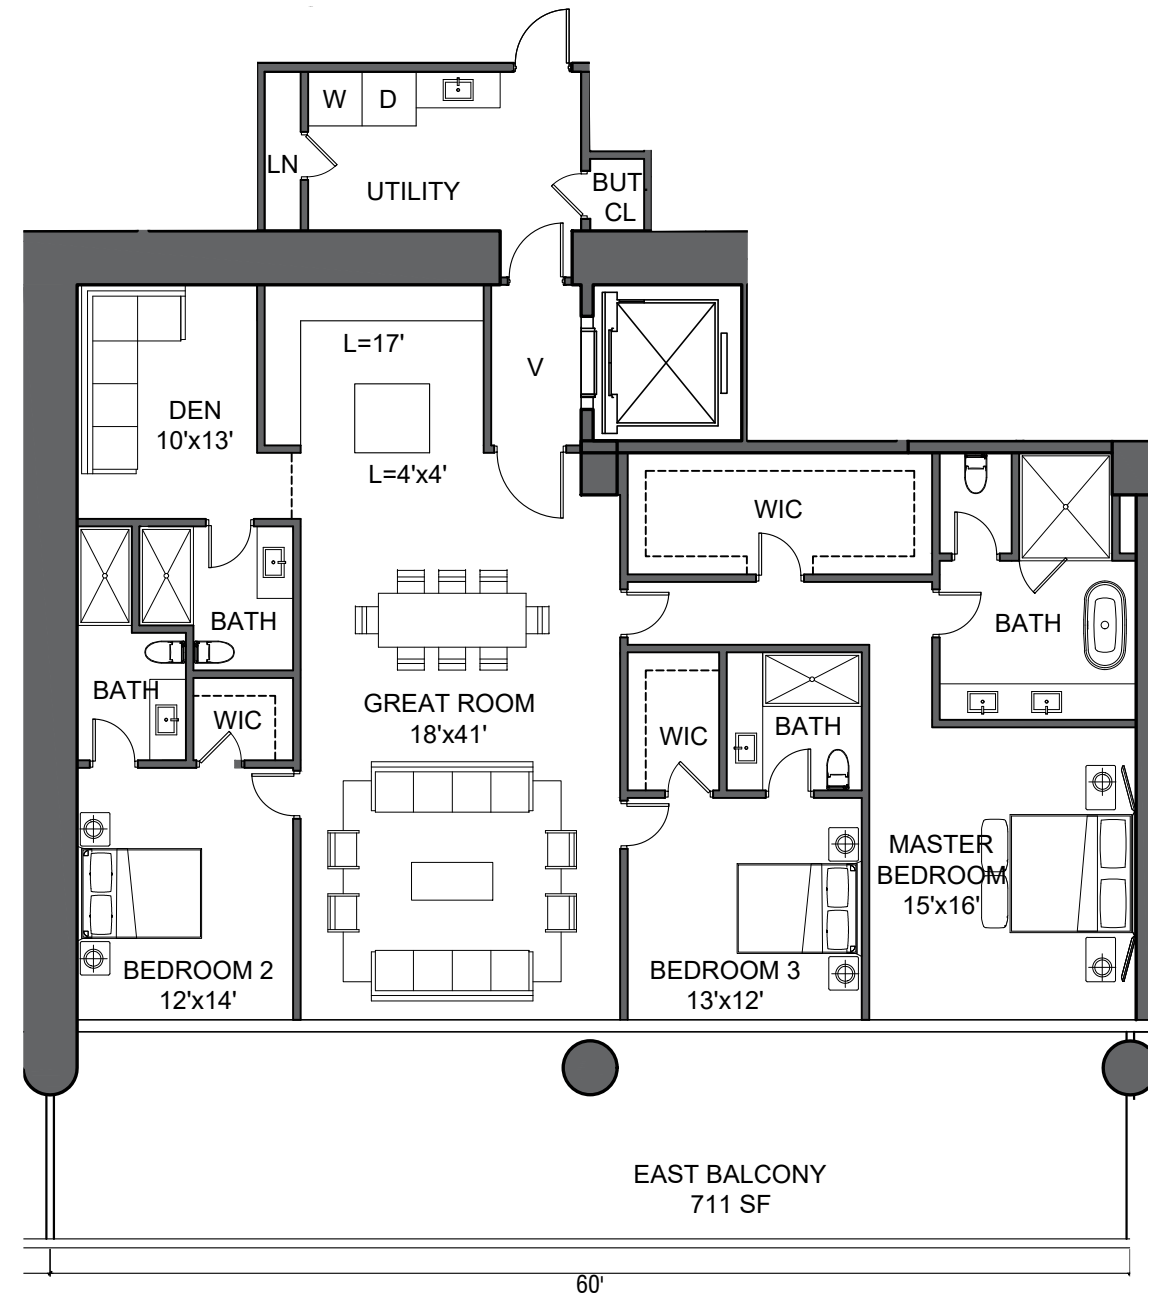 W
D
LN
UTILITY
BUT
CL
L=17'
V
DEN
10'x13'
L=4'x4'
WIC
BATH
BATH
BATH
WIC
GREAT ROOM
18'x41'
WIC
BATH
MASTER
BEDROOM
15'x16'
BEDROOM 2
12'x14'
BEDROOM 3
13'x12'
EAST BALCONY
711 SF
60'